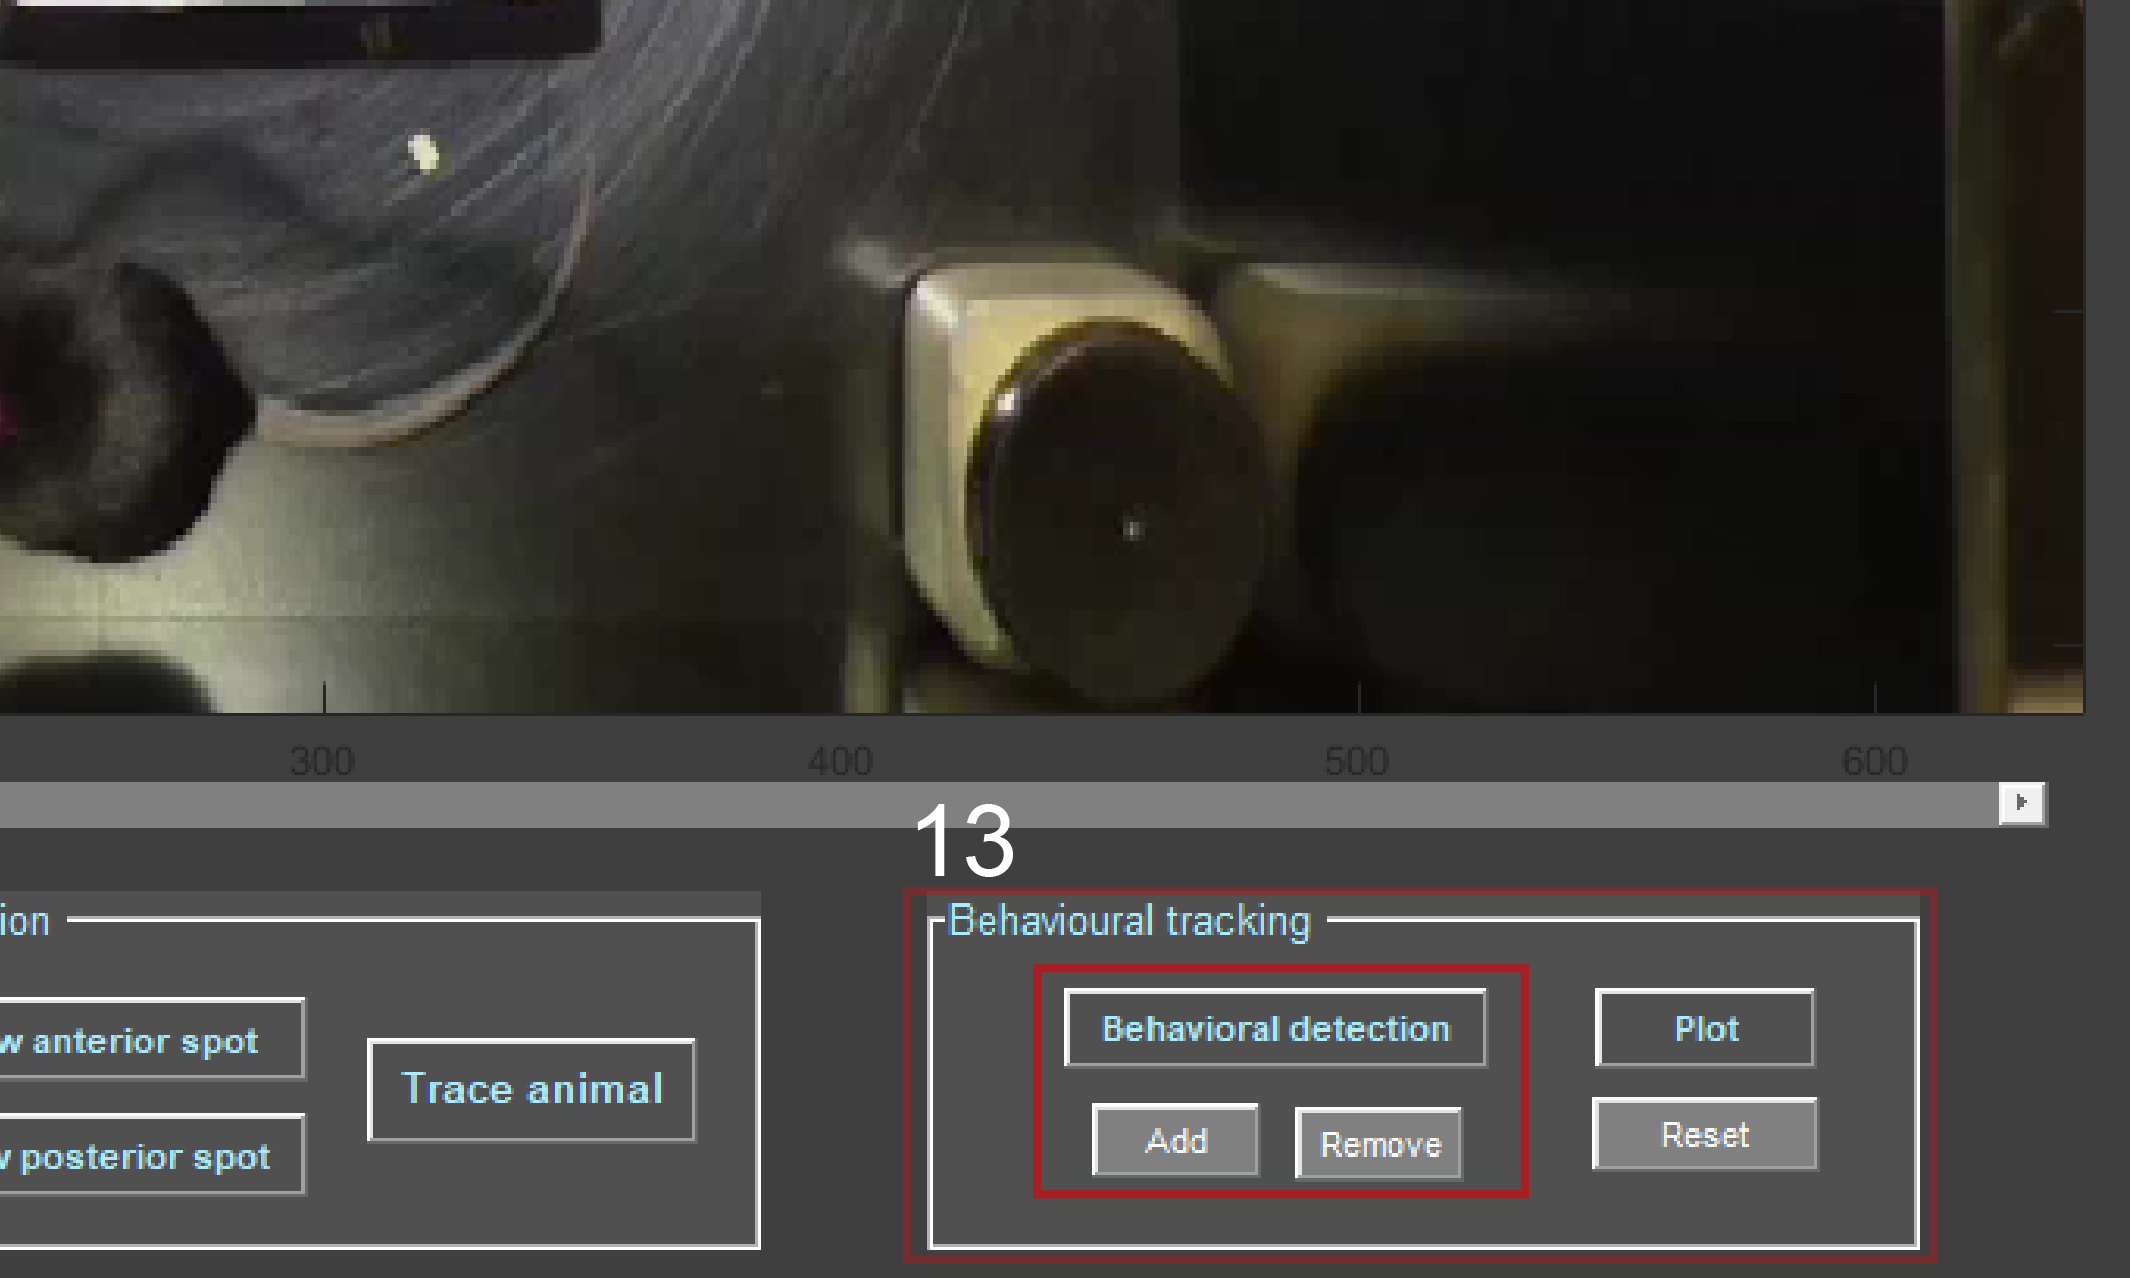 300 400 500 600
13
ion
Behavioural tracking
w anterior spot
Behavioral detection
Plot
Trace animal
Add
Remove
Reset
w posterior spot